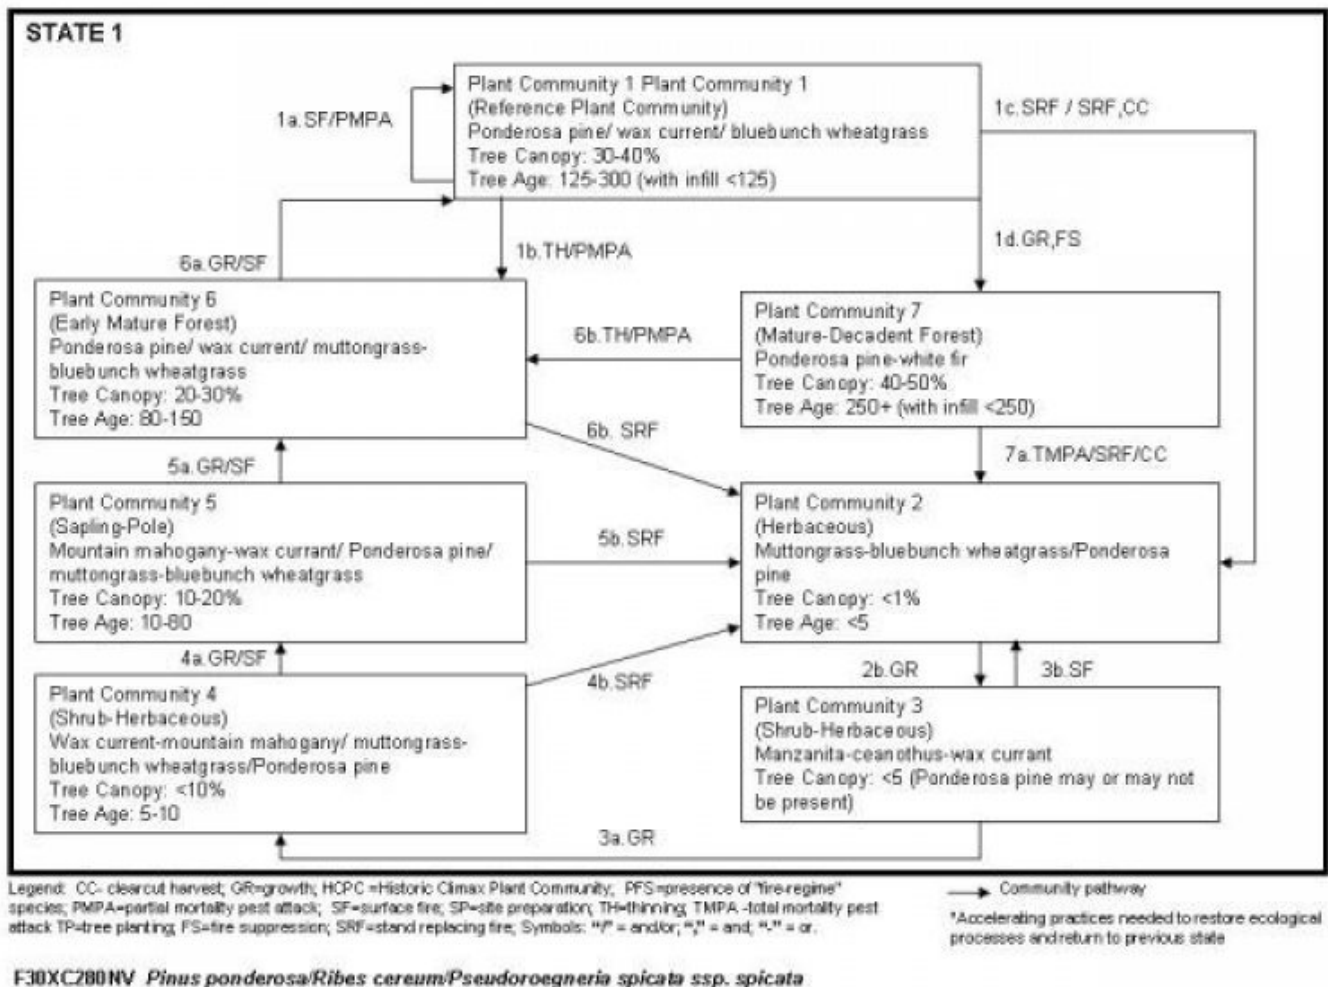 STATE 1
Plant Community 1 Plant Community 1
(Reference Plant Community)
Ponderosa pine/ wax current/ bluebunch wheatgrass
Tree Canopy: 30-40%
Tree Age: 125-300 (with infill <125)
1a.SF/PMPA
1c.SRF / SRF,CC
6a.GR/SF
1b.TH/PMPA
1d.GR,FS
Plant Community 6
(Early Mature Forest)
Ponderosa pine/ wax current/ muttongrass-
bluebunch wheatgrass
Tree Canopy: 20-30%
Tree Age: 80-150
6b.TH/PMPA
Plant Community 7
(Mature-Decadent Forest)
Ponderosa pine-white fir
Tree Canopy: 40-50%
Tree Age: 250+ (with infill <250)
5a.GR/SF
6b. SRF
7a.TMPA/SRF/CC
Plant Community 5
(Sapling-Pole)
Mountain mahogany-wax currant/ Ponderosa pine/
muttongrass-bluebunch wheatgrass
Tree Canopy: 10-20%
Tree Age: 10-80
5b.SRF
Plant Community 2
(Herbaceous)
Muttongrass-bluebunch wheatgrass/Ponderosa
pine
Tree Canopy: <1%
Tree Age: <5
4a.GR/SF
4b.SRF
2b.GR
3b.SF
Plant Community 4
(Shrub-Herbaceous)
Wax current-mountain mahogany/ muttongrass-
bluebunch wheatgrass/Ponderosa pine
Tree Canopy: <10%
Tree Age: 5-10
Plant Community 3
(Shrub-Herbaceous)
Manzanita-ceanothus-wax currant
Tree Canopy: <5 (Ponderosa pine may or may not
be present)
3a.GR
Legend: CC- clearcut harvest; GR=growth; HCPC =Historic Climax Plant Community; PFS=presence of "fire-regime"
species; PMPA=partial mortality pest attack; SF=surface fire; SP=site preparation; TH=thinning; TMPA -total mortality pest
attack TP=tree planting; FS=fire suppression; SRF=stand replacing fire; Symbols: "/" = and/or; "," = and; "-" = or.
Community pathway
*Accelerating practices needed to restore ecological
processes and return to previous state
F30XC280NV Pinus ponderosa/Ribes cereum/Pseudoroegneria spicata ssp. spicata